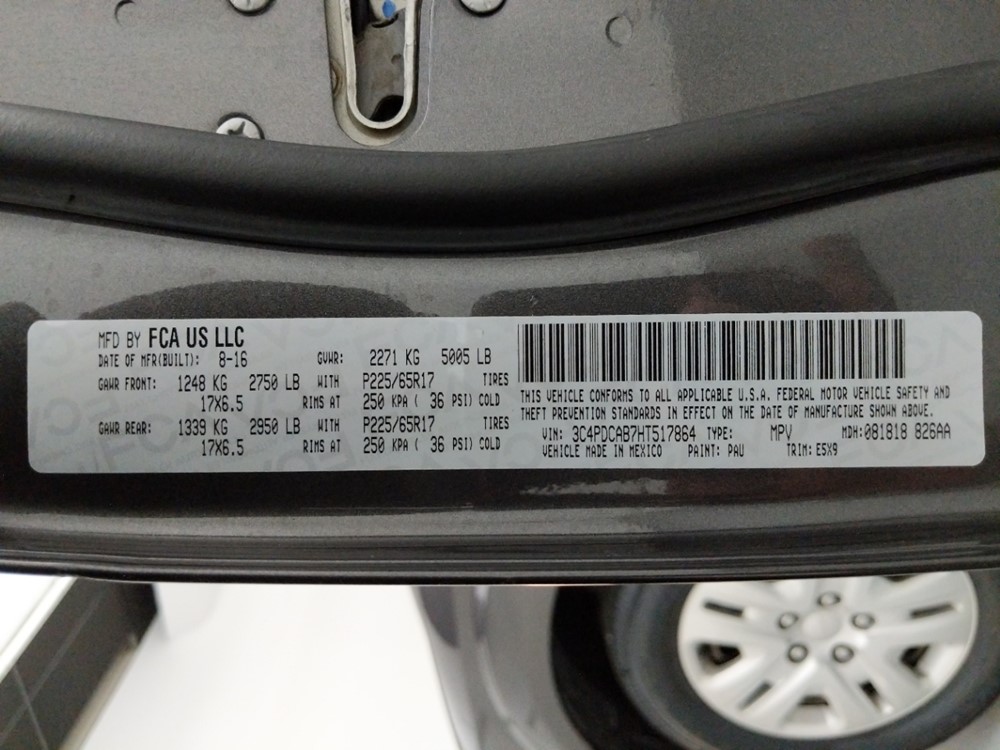 MFD BY FCA US LLC
DATE OF MFR(BUILT): 8-16 GVWR: 2271 KG 5005 LB
GAWR FRONT: 1248 KG 2750 LB WITH P225/65R17 TIRES
17X6.5 RIMS AT 250 KPA ( 36 PSI) COLD
GAWR REAR: 1339 KG 2950 LB WITH P225/65R17 TIRES
17X6.5 RIMS AT 250 KPA ( 36 PSI) COLD
THIS VEHICLE CONFORMS TO ALL APPLICABLE U.S.A. FEDERAL MOTOR VEHICLE SAFETY AND
THEFT PREVENTION STANDARDS IN EFFECT ON THE DATE OF MANUFACTURE SHOWN ABOVE.
VIN: 3C4PDCAB7HT517864 TYPE: MPV MDH:081818 826AA
VEHICLE MADE IN MEXICO PAINT: PAU TRIM: E5X9